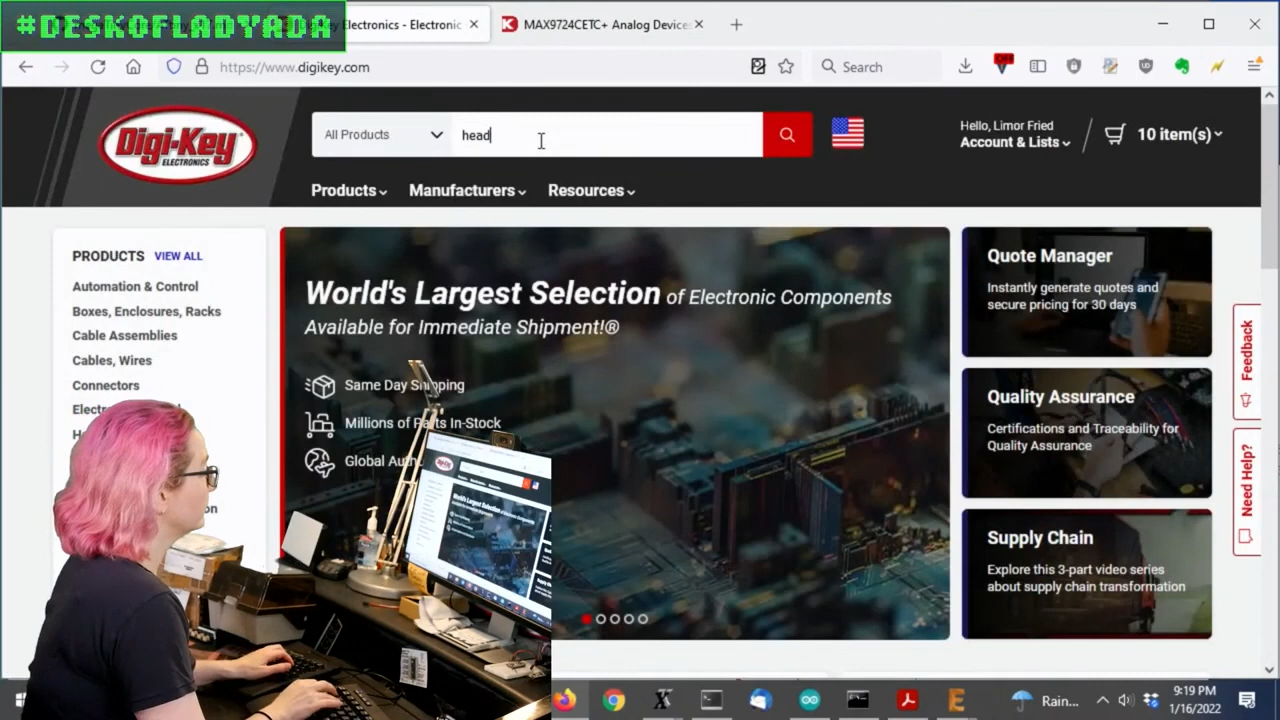 #DESKOFLADYADA
Electronics - Electronic
MAX9724CETC+ Analog Devices
https://www.digikey.com
Search
OFF
Digi-Key
ELECTRONICS
All Products
head
Hello, Limor Fried
Account & Lists
10 item(s)
Products
Manufacturers
Resources
PRODUCTS VIEW ALL
Automation & Control
Boxes, Enclosures, Racks
Cable Assemblies
Cables, Wires
Connectors
World's Largest Selection of Electronic Components
Available for Immediate Shipment!®
Same Day Shipping
Millions of Parts In-Stock
Global
Quote Manager
Instantly generate quotes and
secure pricing for 30 days
Quality Assurance
Certifications and Traceability for
Quality Assurance
Supply Chain
Explore this 3-part video series
about supply chain transformation
Feedback
Need Help?
Rain...
9:19 PM
1/16/2022